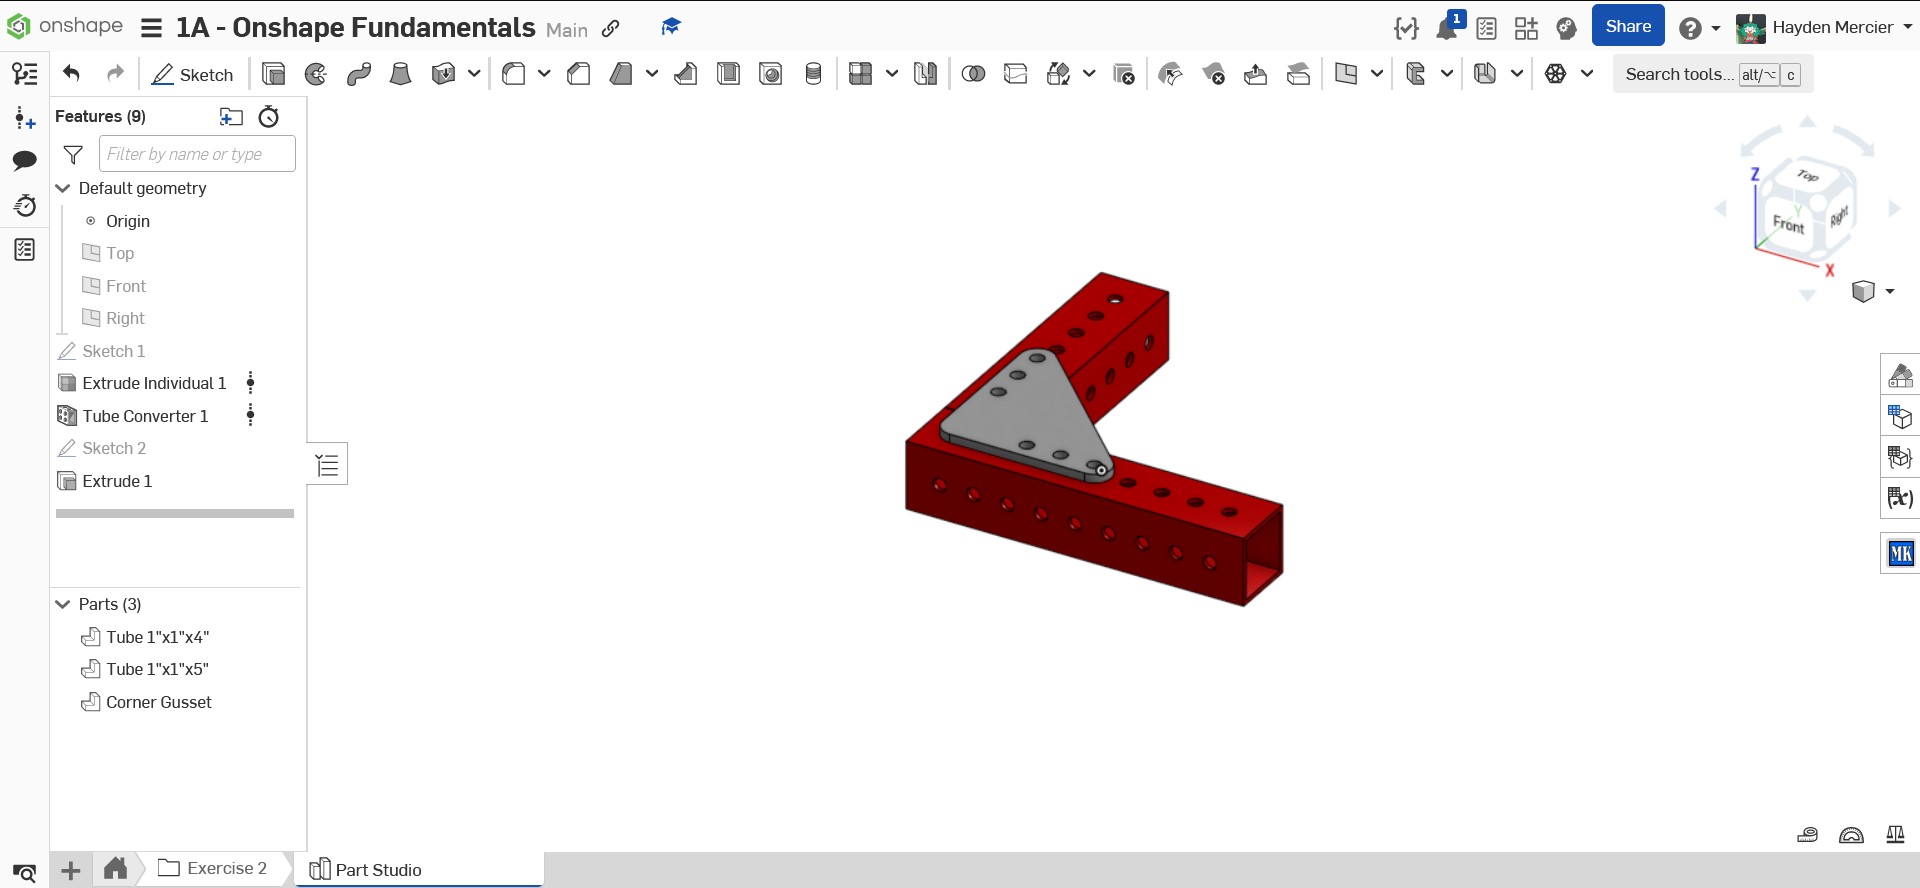 onshape 1A - Onshape Fundamentals Main 1 Share Hayden Mercier
Sketch Search tools... alt/⌥ c
Features (9)
Filter by name or type
Default geometry
Origin
Top
Front
Right
Sketch 1
Extrude Individual 1
Tube Converter 1
Sketch 2
Extrude 1
Parts (3)
Tube 1"x1"x4"
Tube 1"x1"x5"
Corner Gusset
Z
Top
Y
Front
Right
X
(x)
MK
Exercise 2
Part Studio